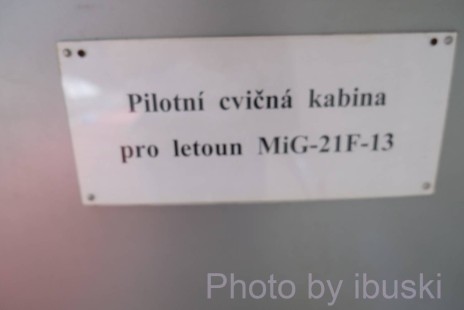 Pilotní cvičná kabina
pro letoun MiG-21F-13
Photo by ibuski